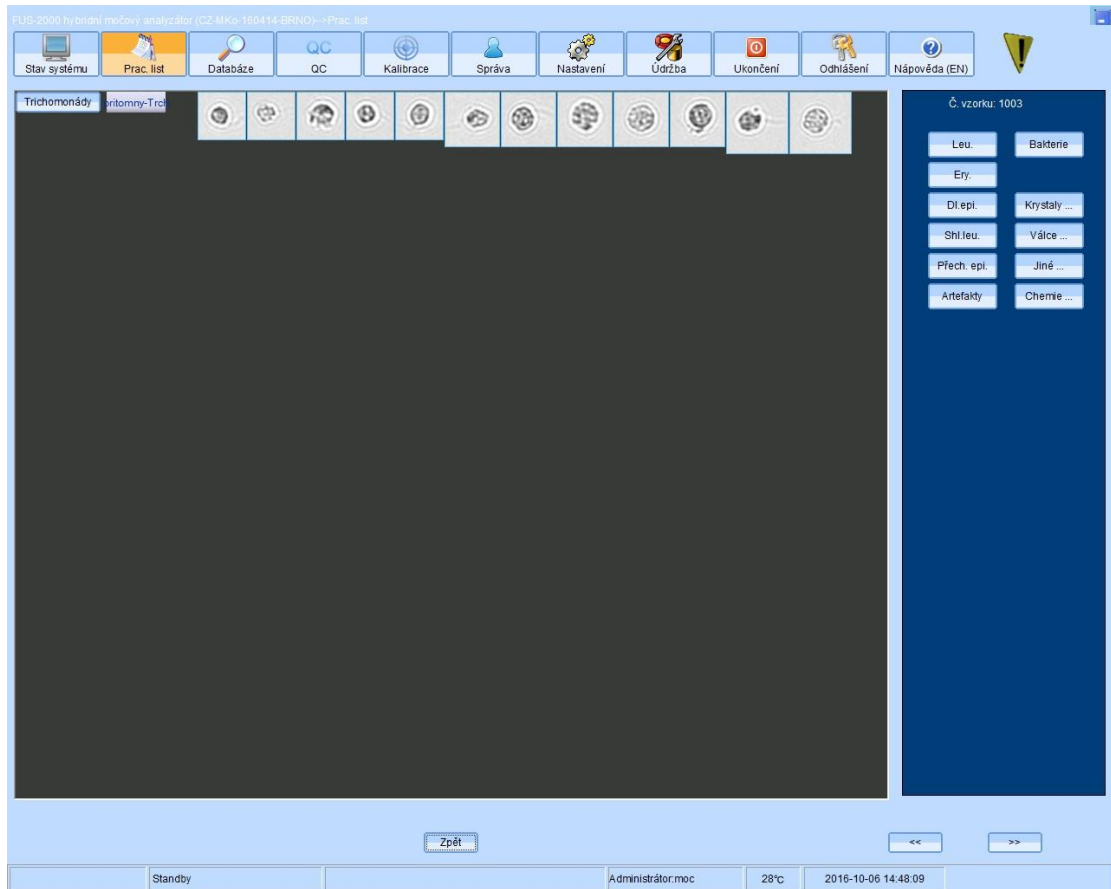 FUS-2000 hybridní močový analyzátor (CZ-MKo-160414-BRNO)-->Prac. list
Stav systému
Prac. list
Databáze
QC
QC
Kalibrace
Správa
Nastavení
Údržba
Ukončení
Odhlášení
Nápověda (EN)
Trichomonády
pritomny-Trch
Č. vzorku: 1003
Leu.
Bakterie
Ery.
Dl.epi.
Krystaly ...
Shl.leu.
Válce ...
Přech. epi.
Jiné ...
Artefakty
Chemie ...
Zpět
<<
>>
Standby
Administrátor:moc
28℃
2016-10-06 14:48:09